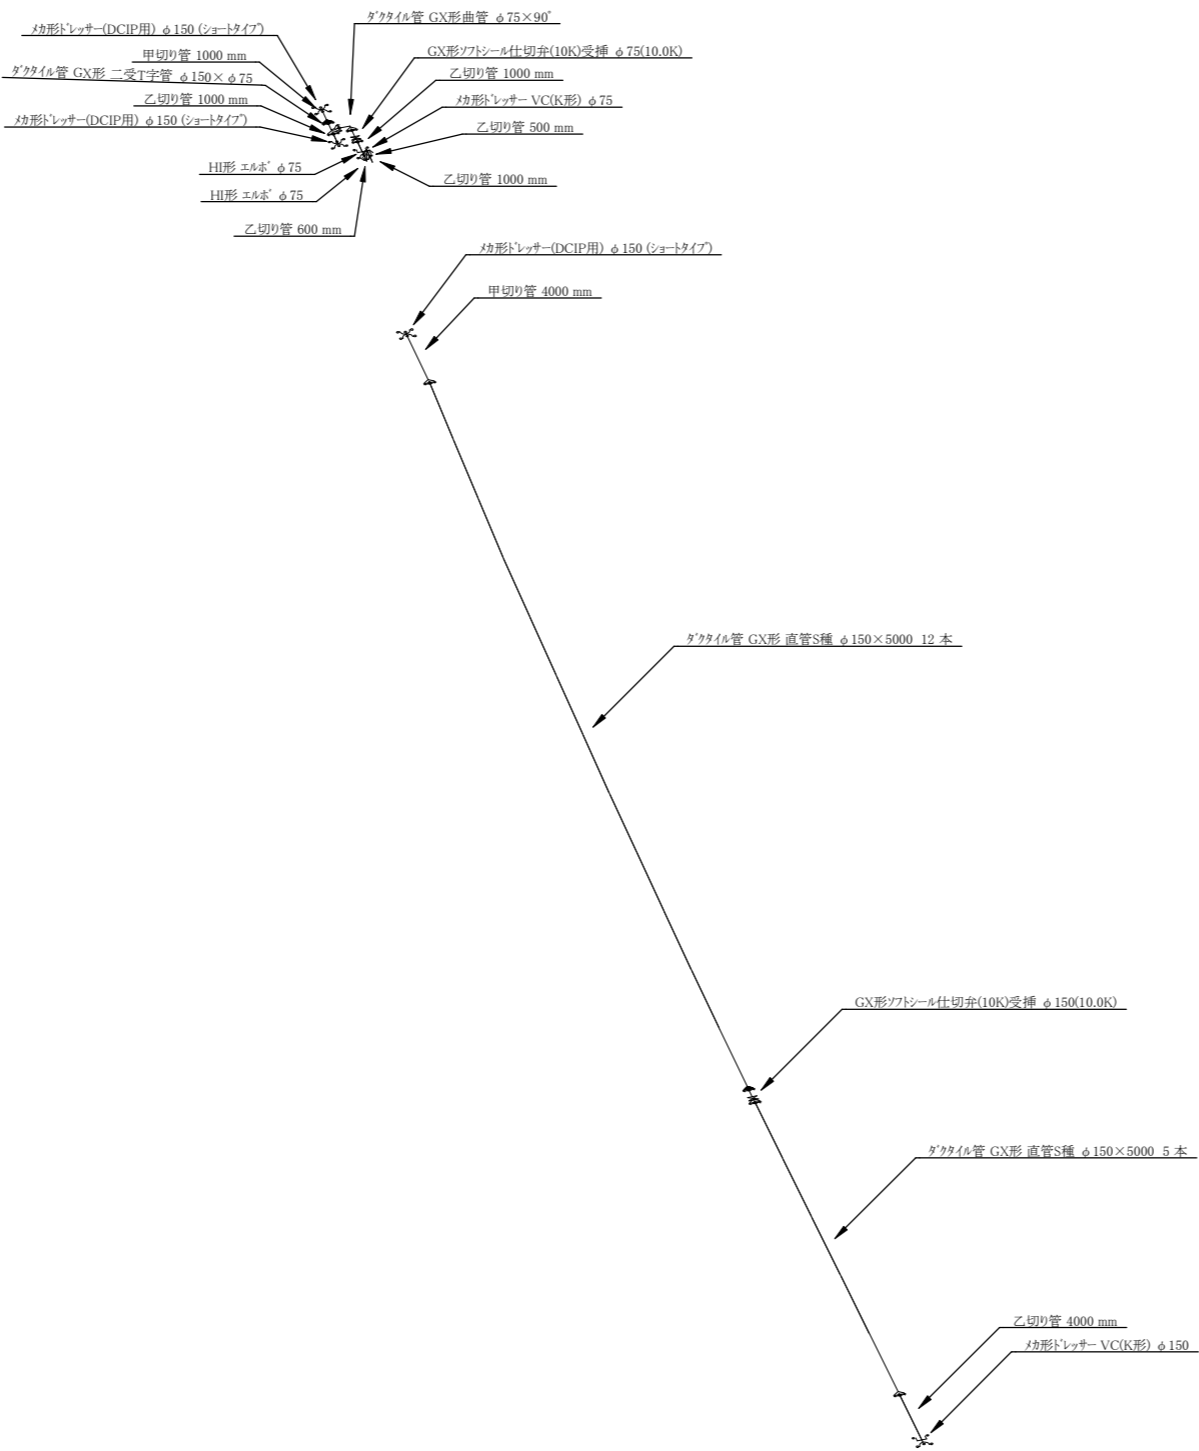 ダクタイル管 GX形曲管 φ75×90°
メカ形ドレッサー(DCIP用) φ150 (ショートタイプ)
GX形ソフトシール仕切弁(10K)受挿 φ75(10.0K)
甲切り管 1000 mm
ダクタイル管 GX形 二受T字管 φ150×φ75
乙切り管 1000 mm
乙切り管 1000 mm
メカ形ドレッサー VC(K形) φ75
メカ形ドレッサー(DCIP用) φ150 (ショートタイプ)
乙切り管 500 mm
HI形 エルボ φ75
乙切り管 1000 mm
HI形 エルボ φ75
乙切り管 600 mm
メカ形ドレッサー(DCIP用) φ150 (ショートタイプ)
甲切り管 4000 mm
ダクタイル管 GX形 直管S種 φ150×5000 12 本
GX形ソフトシール仕切弁(10K)受挿 φ150(10.0K)
ダクタイル管 GX形 直管S種 φ150×5000 5 本
乙切り管 4000 mm
メカ形ドレッサー VC(K形) φ150